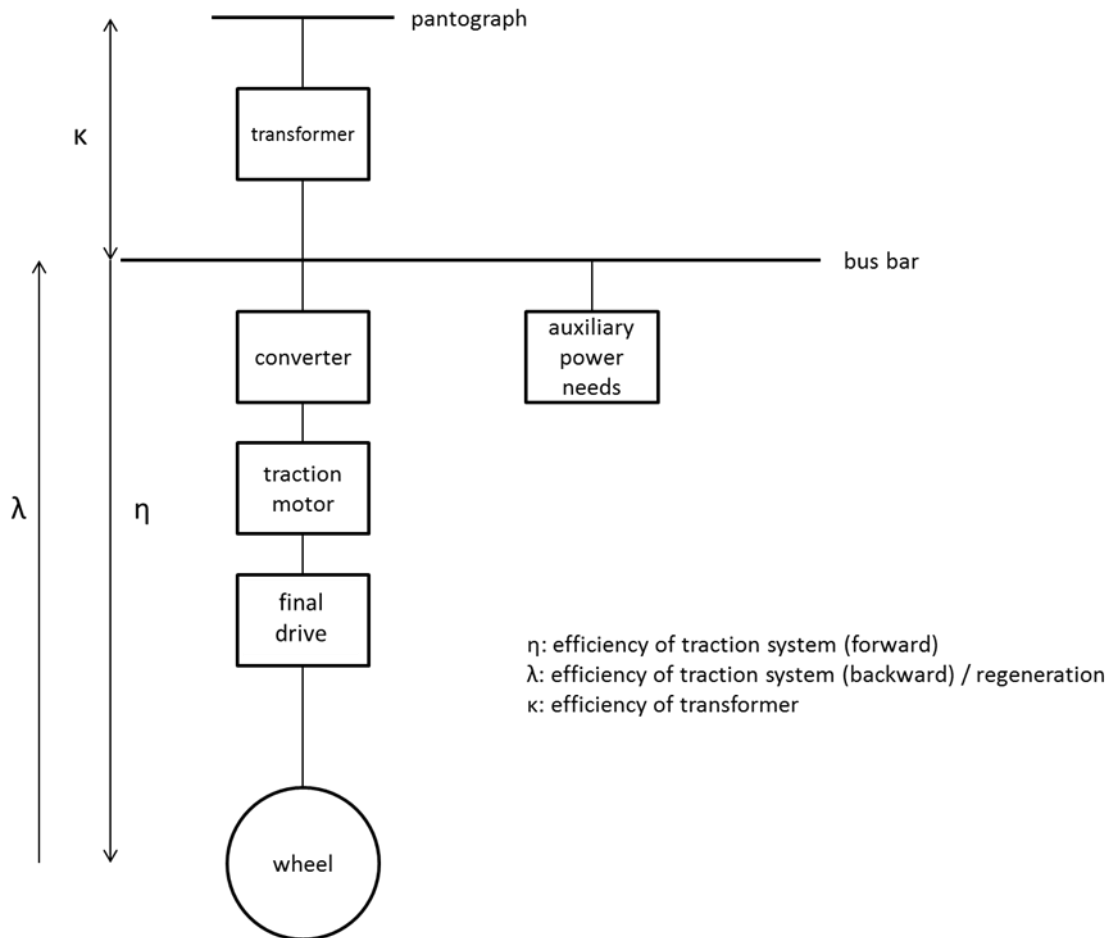 pantograph
κ
transformer
bus bar
converter
auxiliary
power
needs
λ
η
traction
motor
final
drive
η: efficiency of traction system (forward)
λ: efficiency of traction system (backward) / regeneration
κ: efficiency of transformer
wheel